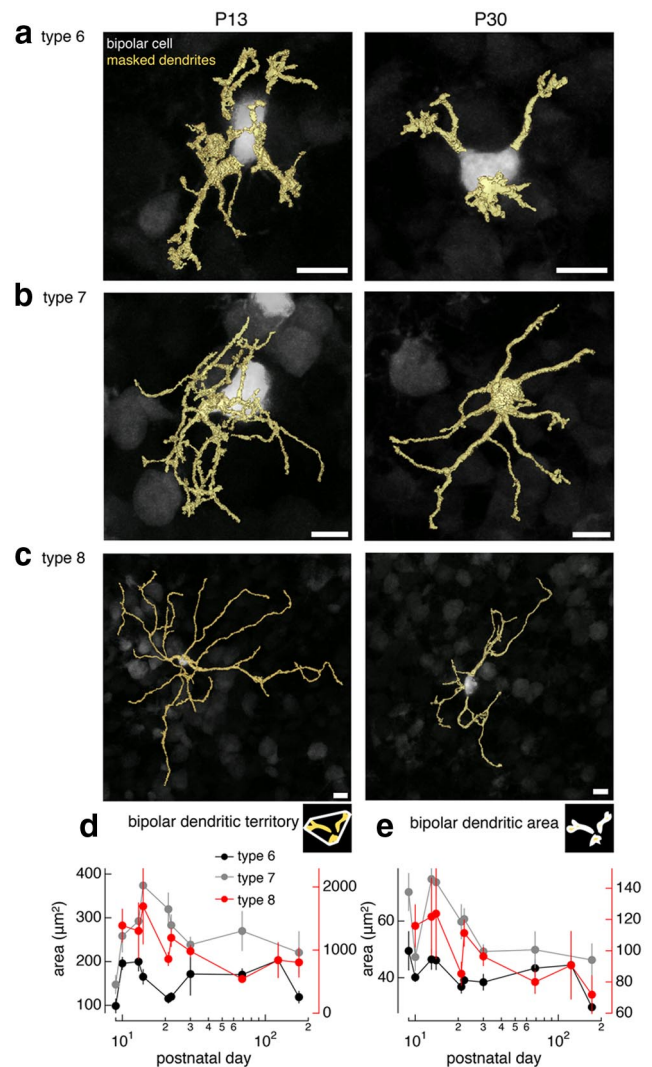 P13 P30
a type 6
bipolar cell
masked dendrites
b type 7
c type 8
d bipolar dendritic territory
e bipolar dendritic area
type 6
type 7
type 8
area (µm²)
400
300
200
100
2000
1000
0
10¹ 2 3 4 5 6 10² 2
postnatal day
area (µm²)
60
40
140
120
100
80
60
10¹ 2 3 4 5 6 10² 2
postnatal day